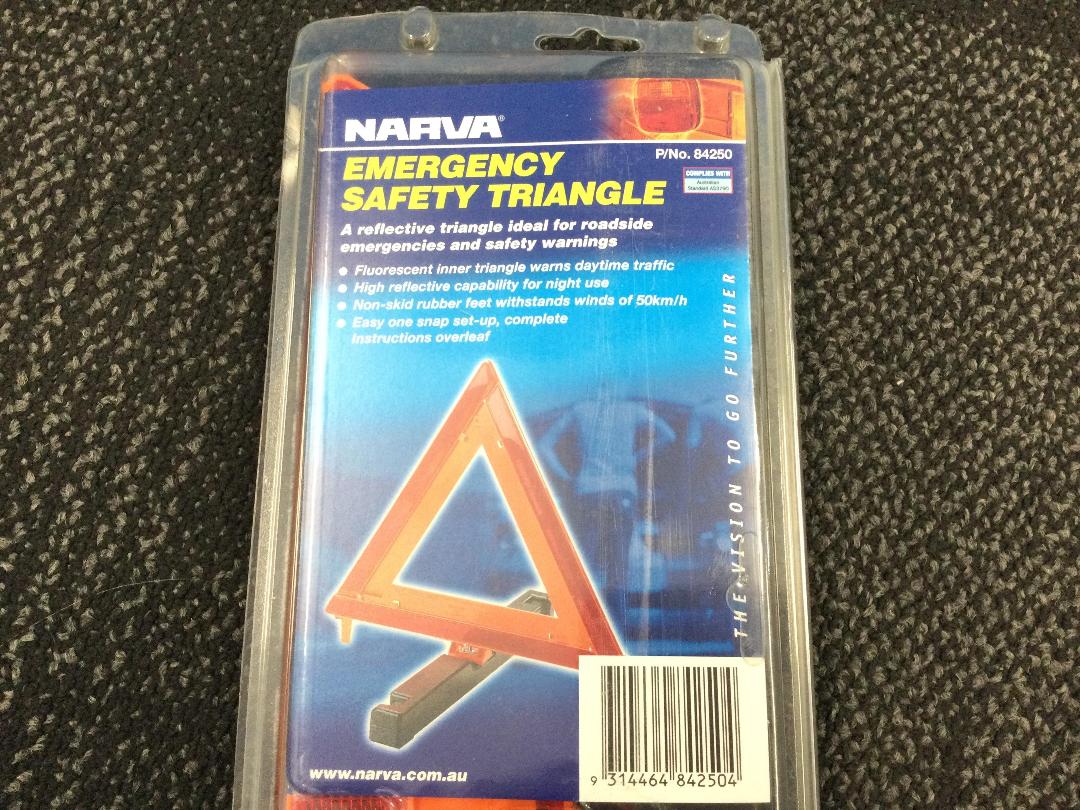 NARVA®
P/No. 84250
EMERGENCY
SAFETY TRIANGLE
COMPLIES WITH
Australian
Standard AS3790
A reflective triangle ideal for roadside
emergencies and safety warnings
● Fluorescent inner triangle warns daytime traffic
● High reflective capability for night use
● Non-skid rubber feet withstands winds of 50km/h
● Easy one snap set-up, complete
instructions overleaf
THE VISION TO GO FURTHER
www.narva.com.au
9 314464 842504